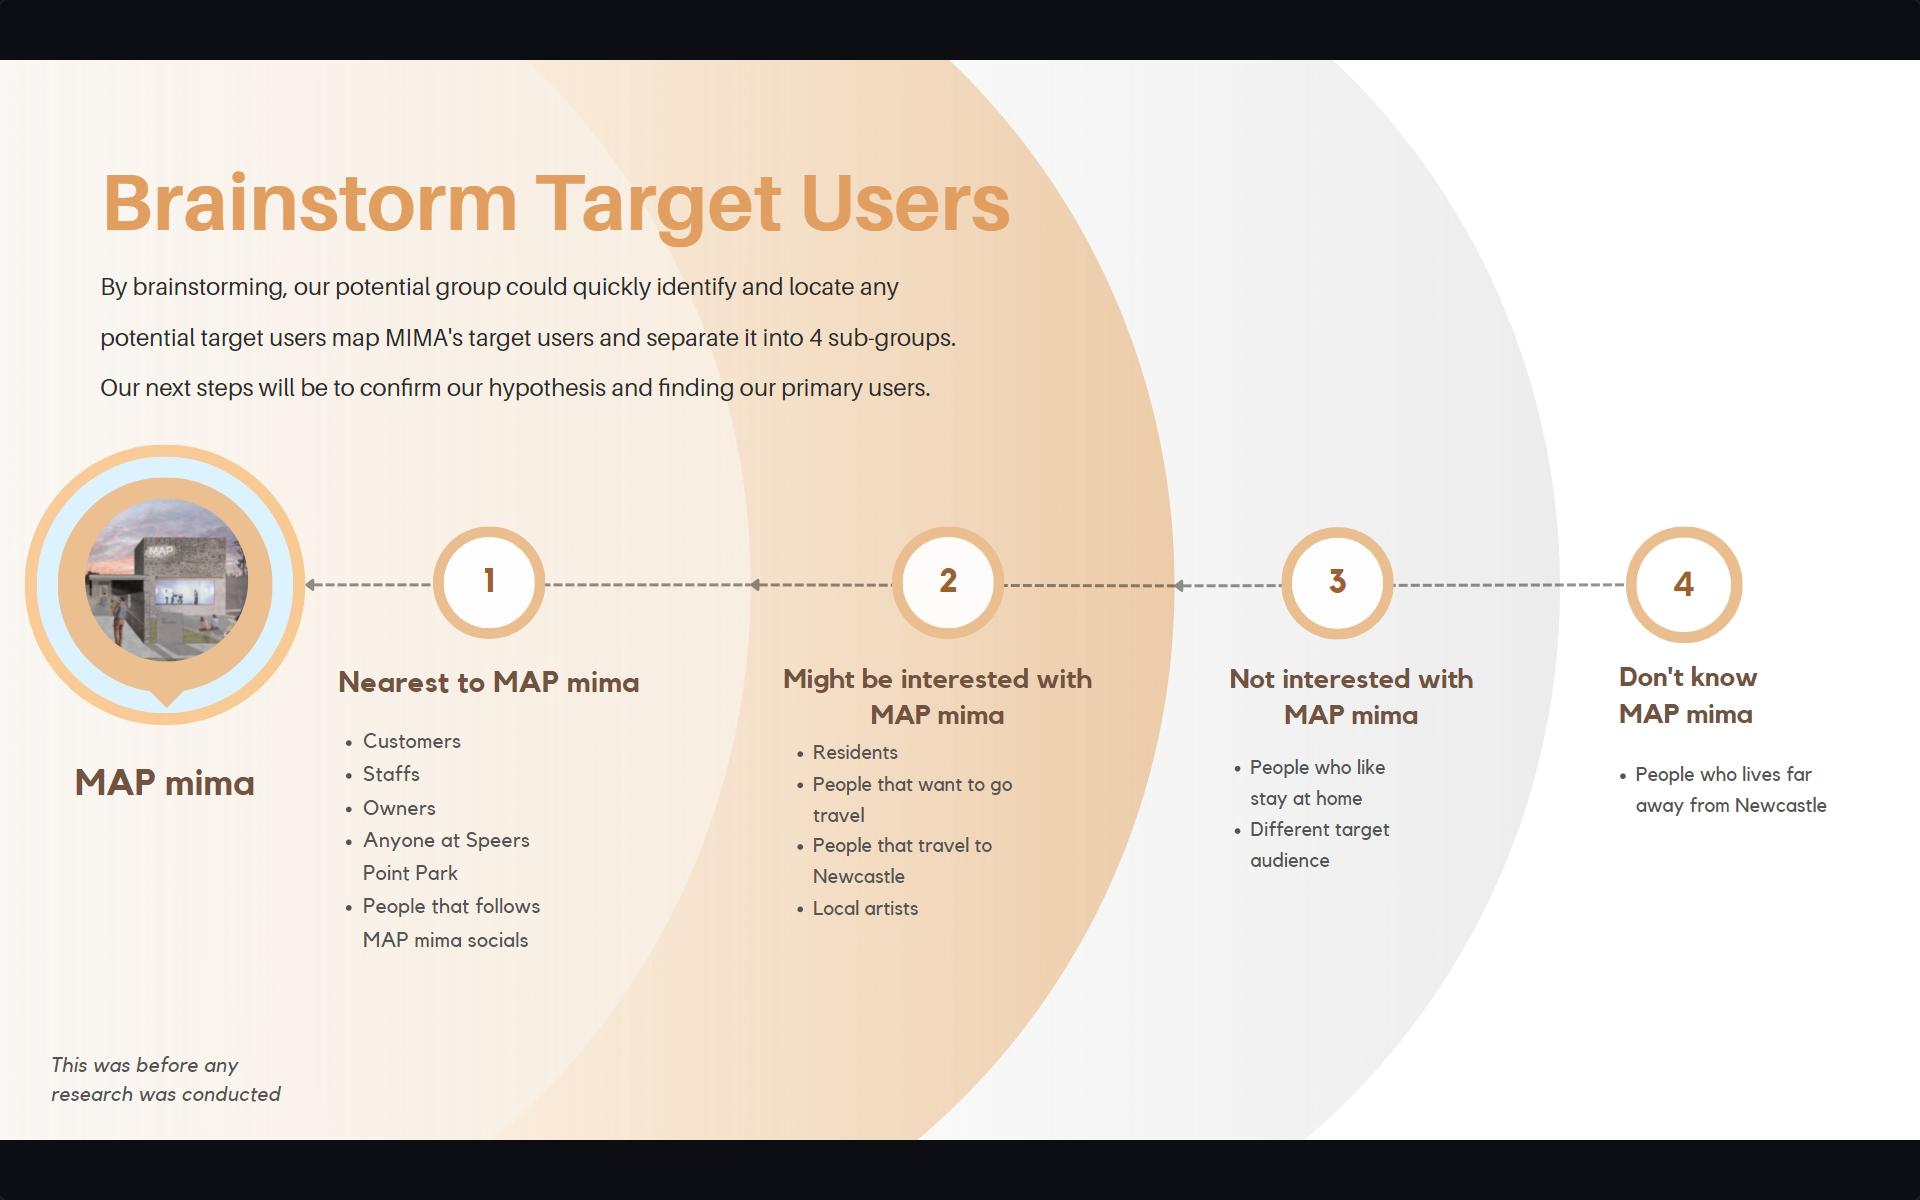 Brainstorm Target Users
By brainstorming, our potential group could quickly identify and locate any
potential target users map MIMA's target users and separate it into 4 sub-groups.
Our next steps will be to confirm our hypothesis and finding our primary users.
MAP
MAP mima
1
Nearest to MAP mima
• Customers
• Staffs
• Owners
• Anyone at Speers
Point Park
• People that follows
MAP mima socials
2
Might be interested with
MAP mima
• Residents
• People that want to go
travel
• People that travel to
Newcastle
• Local artists
3
Not interested with
MAP mima
• People who like
stay at home
• Different target
audience
4
Don't know
MAP mima
• People who lives far
away from Newcastle
This was before any
research was conducted